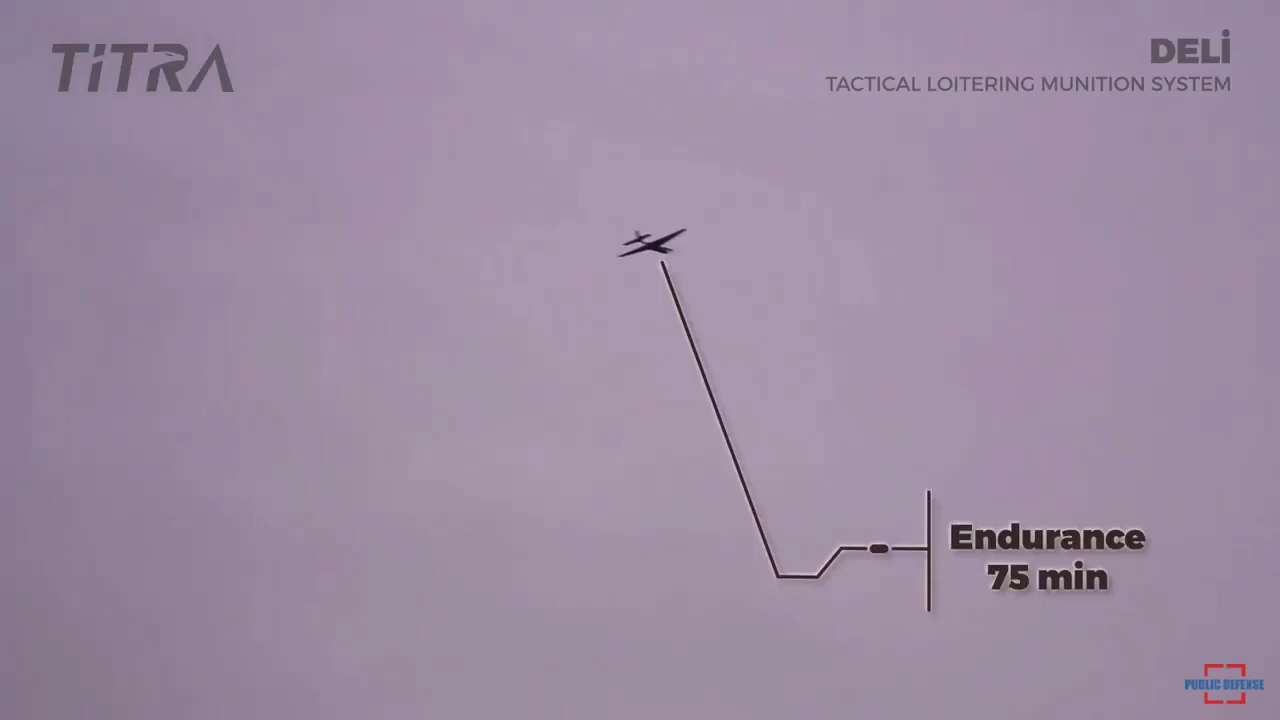 TiTRA
DELİ
TACTICAL LOITERING MUNITION SYSTEM
Endurance
75 min
PUBLIC DEFENSE